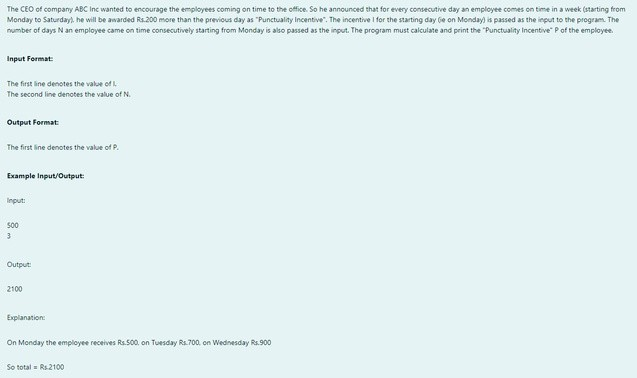 The CEO of company ABC Inc wanted to encourage the employees coming on time to the office. So he announced that for every consecutive day an employee comes on time in a week (starting from
Monday to Saturday), he will be awarded Rs.200 more than the previous day as "Punctuality Incentive". The incentive I for the starting day (ie on Monday) is passed as the input to the program. The
number of days N an employee came on time consecutively starting from Monday is also passed as the input. The program must calculate and print the "Punctuality Incentive" P of the employee.
Input Format:
The first line denotes the value of I.
The second line denotes the value of N.
Output Format:
The first line denotes the value of P.
Example Input/Output:
Input:
500
3
Output:
2100
Explanation:
On Monday the employee receives Rs.500, on Tuesday Rs.700, on Wednesday Rs.900
So total = Rs.2100